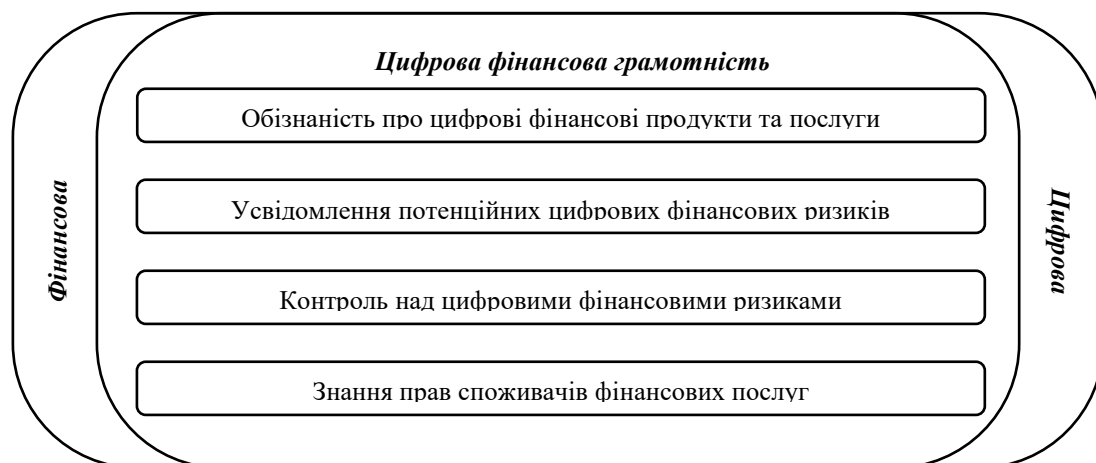 Цифрова фінансова грамотність
Обізнаність про цифрові фінансові продукти та послуги
Усвідомлення потенційних цифрових фінансових ризиків
Контроль над цифровими фінансовими ризиками
Знання прав споживачів фінансових послуг
Фінансова
Цифрова